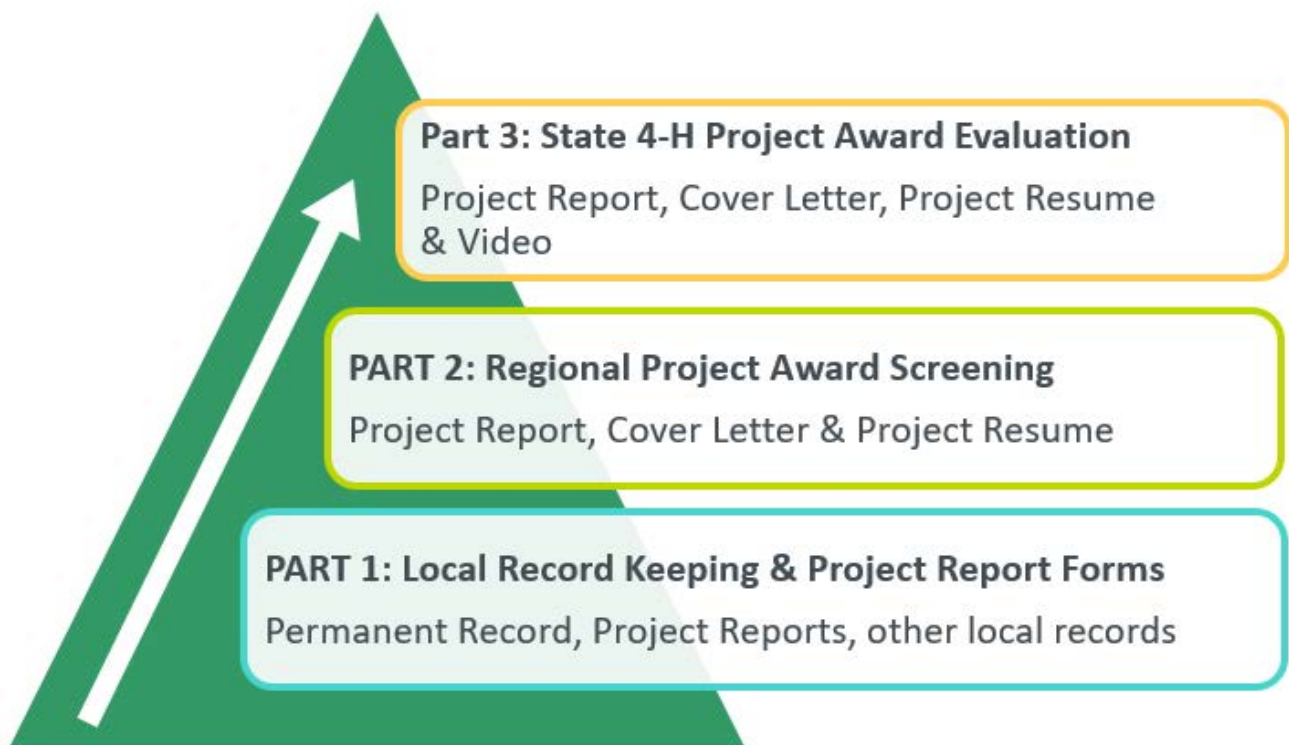 Part 3: State 4-H Project Award Evaluation
Project Report, Cover Letter, Project Resume
& Video
PART 2: Regional Project Award Screening
Project Report, Cover Letter & Project Resume
PART 1: Local Record Keeping & Project Report Forms
Permanent Record, Project Reports, other local records